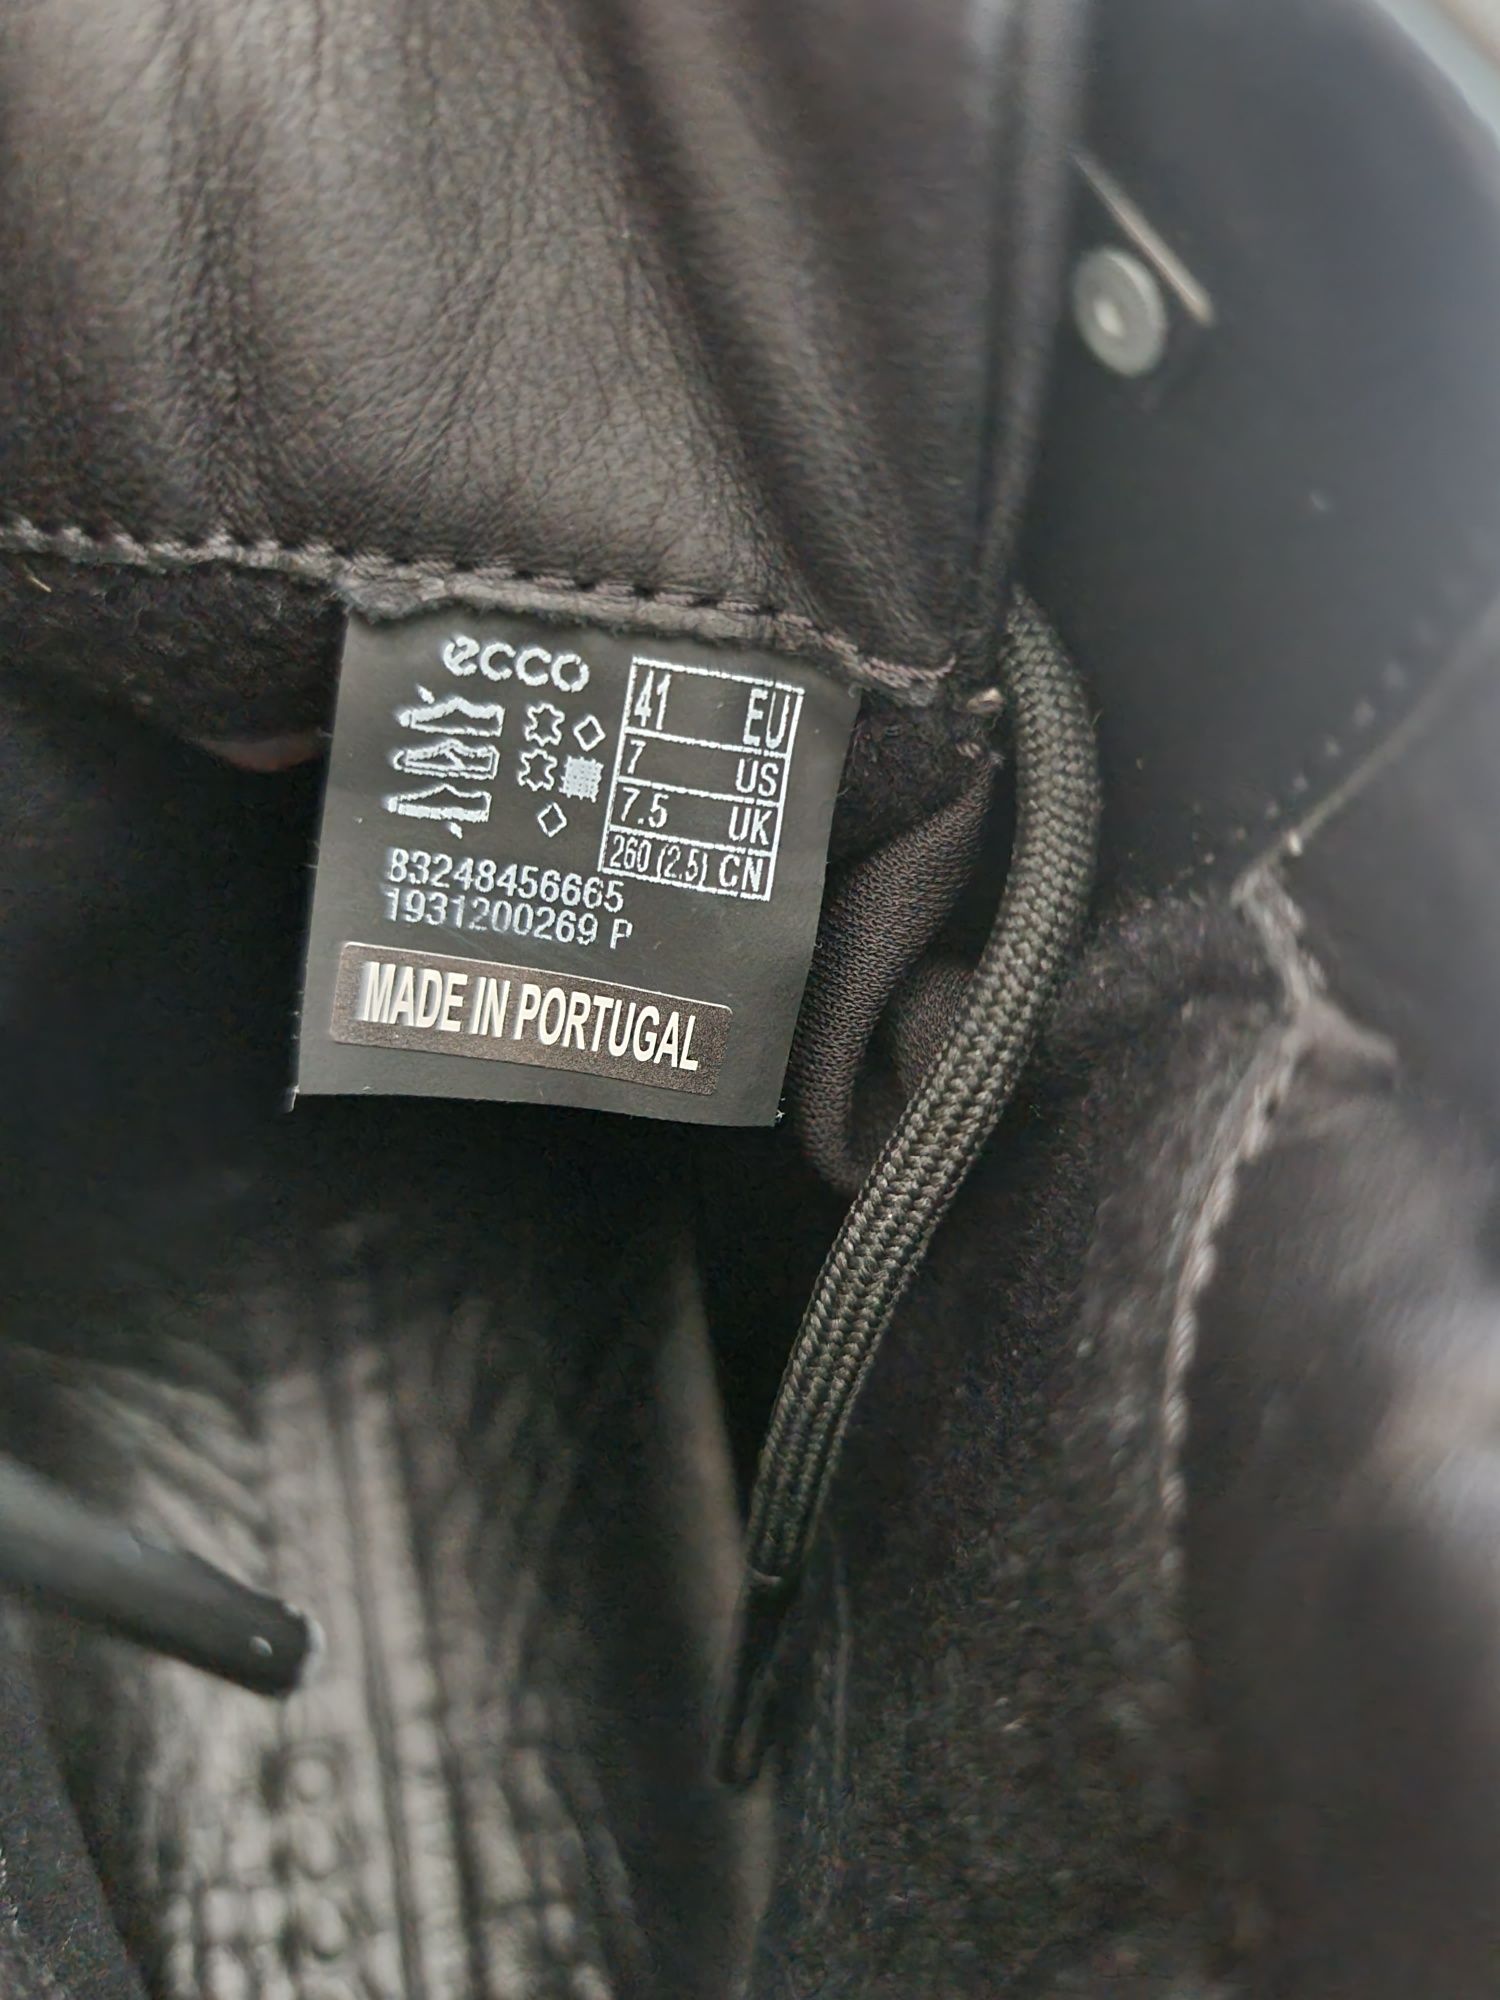 ecco
41 EU
7 US
7.5 UK
260 (2.5) CN
83248456665
1931200269 P
MADE IN PORTUGAL